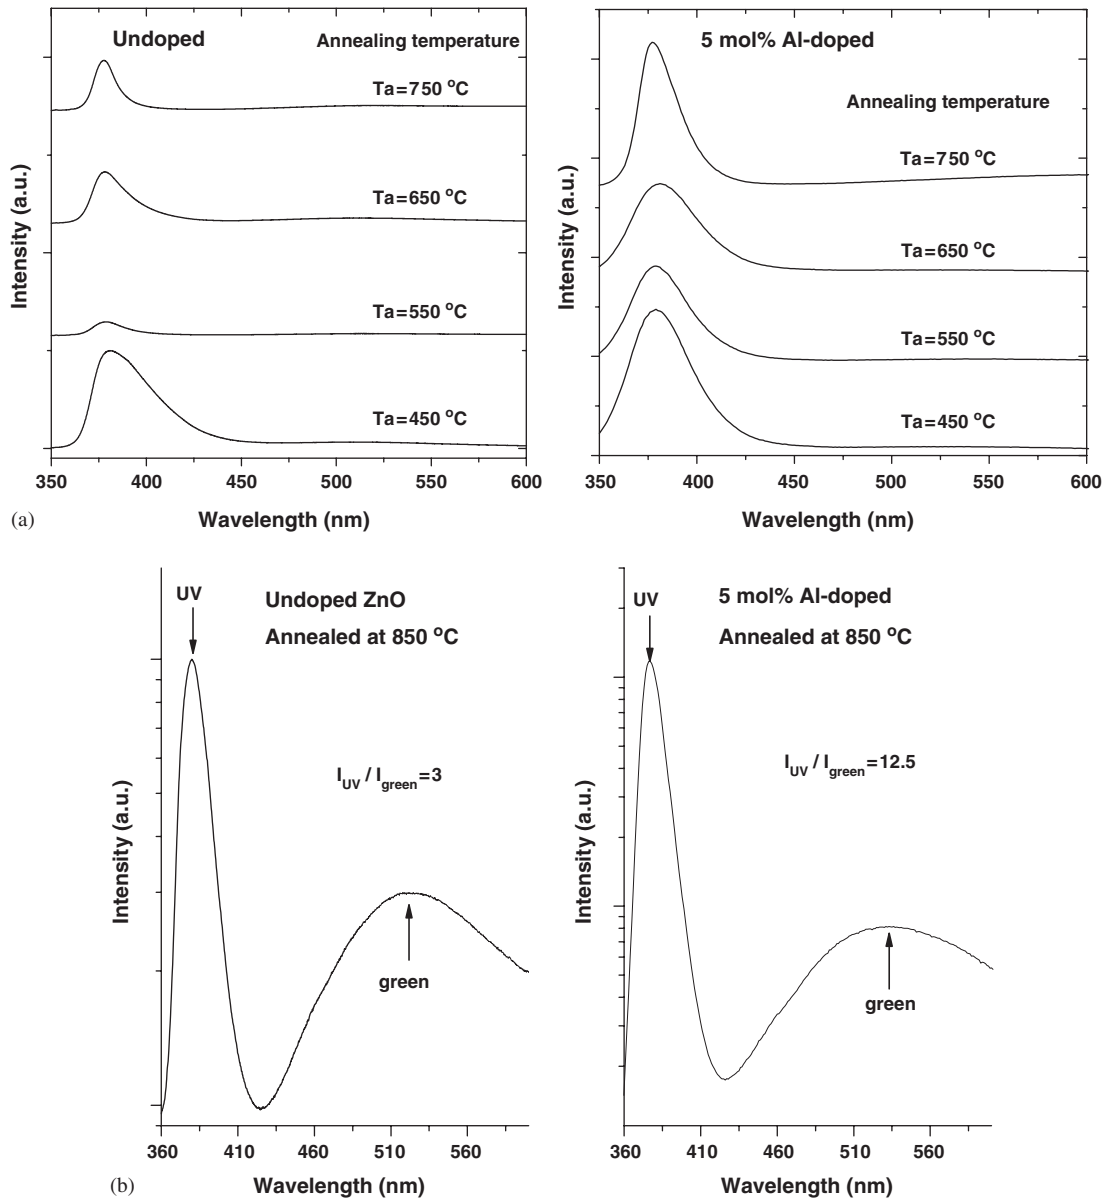 Undoped
Annealing temperature
Ta=750 °C
Ta=650 °C
Ta=550 °C
Ta=450 °C
Intensity (a.u.)
350 400 450 500 550 600
Wavelength (nm)
5 mol% Al-doped
Annealing temperature
Ta=750 °C
Ta=650 °C
Ta=550 °C
Ta=450 °C
Intensity (a.u.)
350 400 450 500 550 600
Wavelength (nm)
(a)
UV
Undoped ZnO
Annealed at 850 °C
I_UV / I_green=3
green
Intensity (a.u.)
360 410 460 510 560
Wavelength (nm)
UV
5 mol% Al-doped
Annealed at 850 °C
I_UV / I_green=12.5
green
Intensity (a.u.)
360 410 460 510 560
Wavelength (nm)
(b)